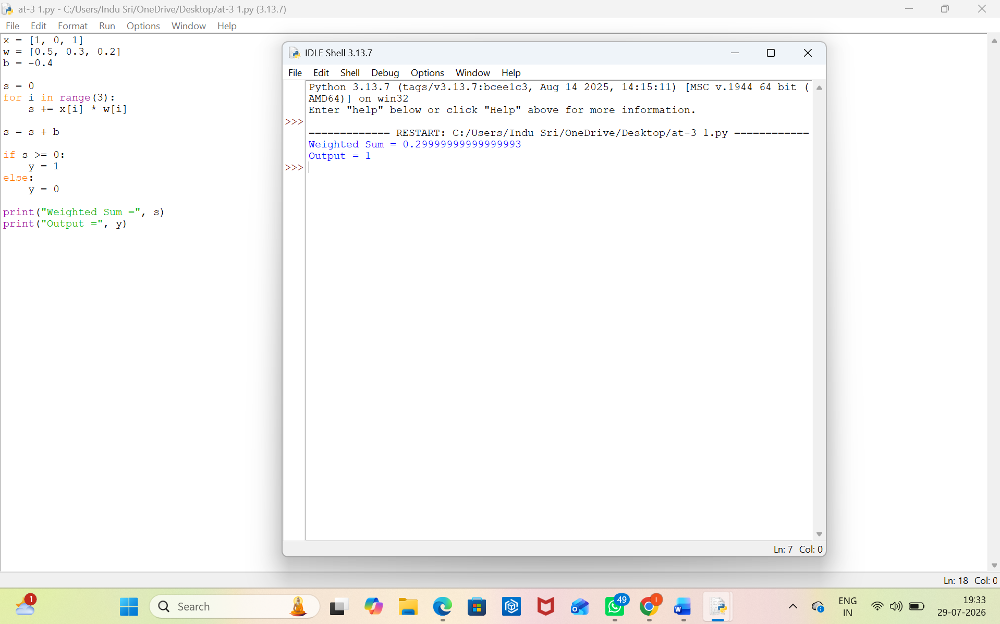 at-3 1.py - C:/Users/Indu Sri/OneDrive/Desktop/at-3 1.py (3.13.7)
File Edit Format Run Options Window Help
x = [1, 0, 1]
w = [0.5, 0.3, 0.2]
b = -0.4
s = 0
for i in range(3):
    s += x[i] * w[i]
s = s + b
if s >= 0:
    y = 1
else:
    y = 0
print("Weighted Sum =", s)
print("Output =", y)
IDLE Shell 3.13.7
File Edit Shell Debug Options Window Help
Python 3.13.7 (tags/v3.13.7:bcee1c3, Aug 14 2025, 14:15:11) [MSC v.1944 64 bit (
AMD64)] on win32
Enter "help" below or click "Help" above for more information.
>>>
============= RESTART: C:/Users/Indu Sri/OneDrive/Desktop/at-3 1.py ============
Weighted Sum = 0.29999999999999993
Output = 1
>>>
Ln: 7 Col: 0
Ln: 18 Col: 0
1
Search
49
ENG
IN
19:33
29-07-2026